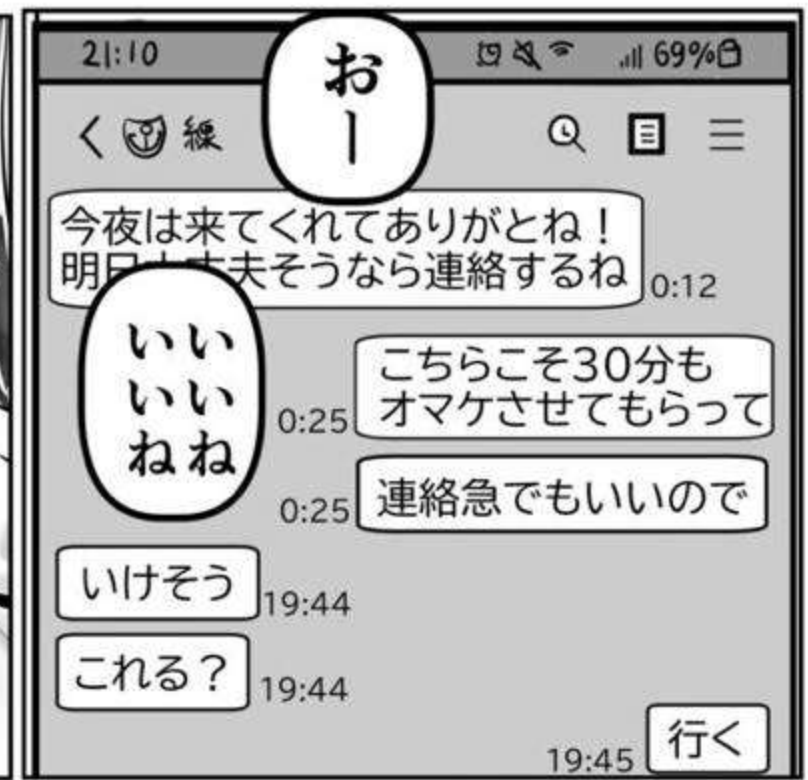 21:10
69%
線
おー
今夜は来てくれてありがとね！
明日大丈夫そうなら連絡するね
0:12
いいね
いいね
こちらこそ30分も
オマケさせてもらって
0:25
連絡急でもいいので
0:25
いけそう
19:44
これる？
19:44
行く
19:45